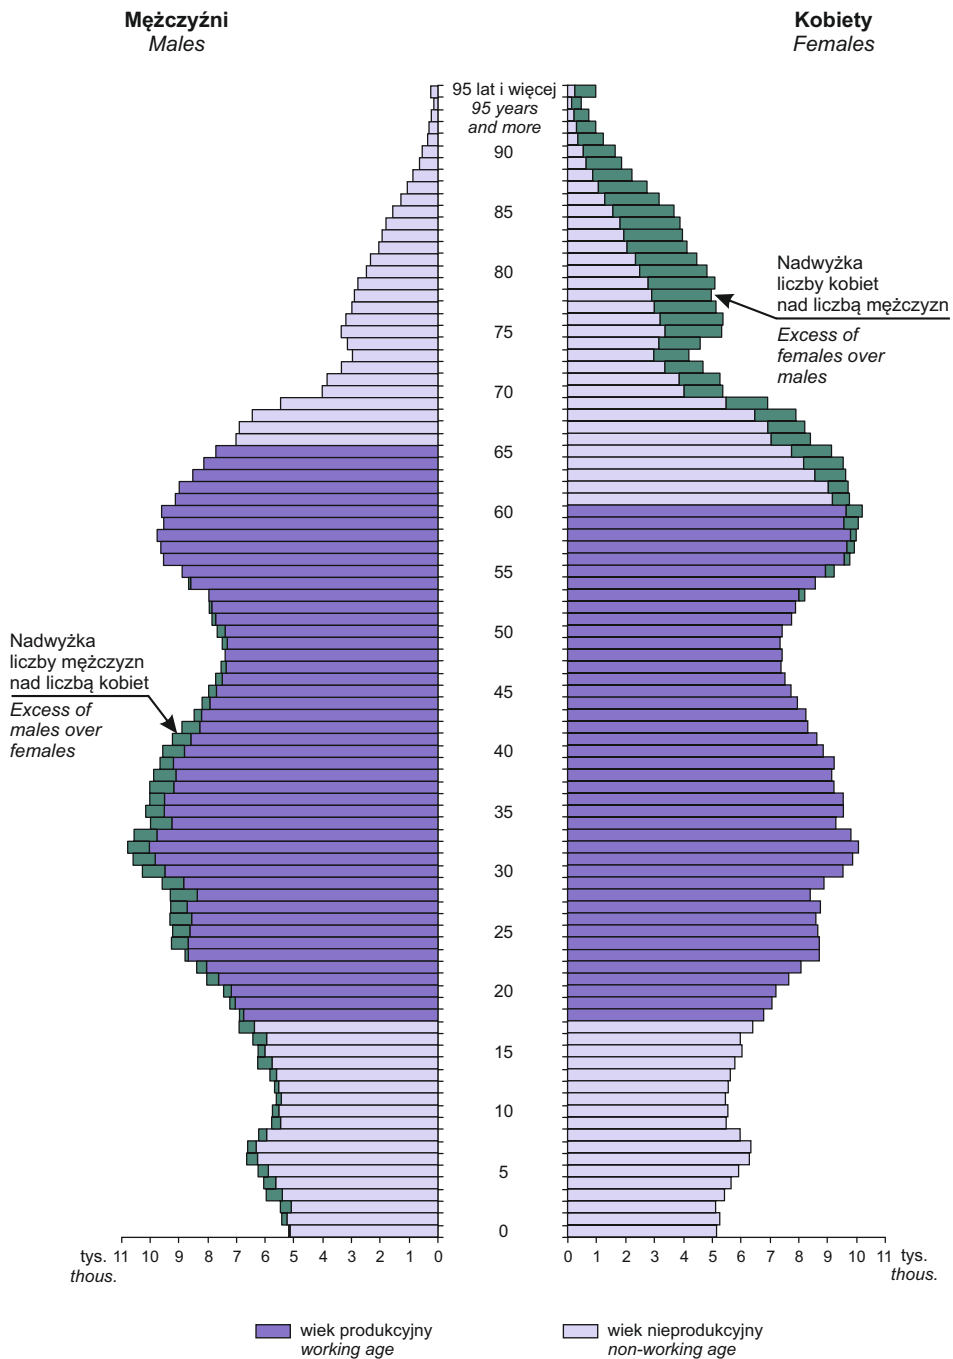 Mężczyźni
Males
Kobiety
Females
95 lat i więcej
95 years
and more
90
85
80
75
70
65
60
55
50
45
40
35
30
25
20
15
10
5
0
Nadwyżka
liczby kobiet
nad liczbą mężczyzn
Excess of
females over
males
Nadwyżka
liczby mężczyzn
nad liczbą kobiet
Excess of
males over
females
tys. 11 10 9 8 7 6 5 4 3 2 1 0
thous.
0 1 2 3 4 5 6 7 8 9 10 11 tys.
thous.
wiek produkcyjny
working age
wiek nieprodukcyjny
non-working age